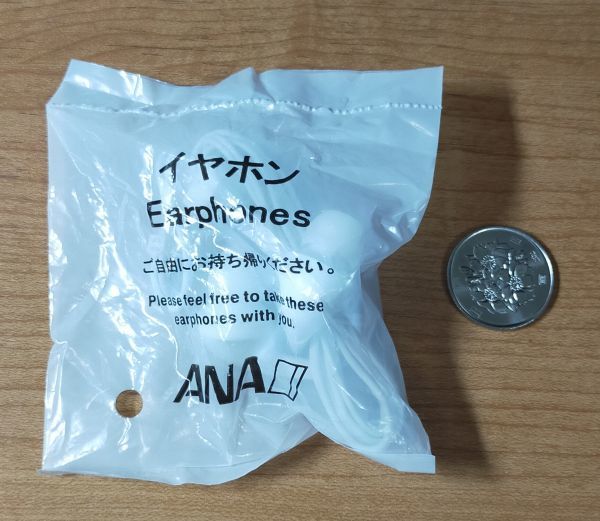 イヤホン
Earphones
ご自由にお持ち帰りください。
Please feel free to take these
earphones with you.
ANA